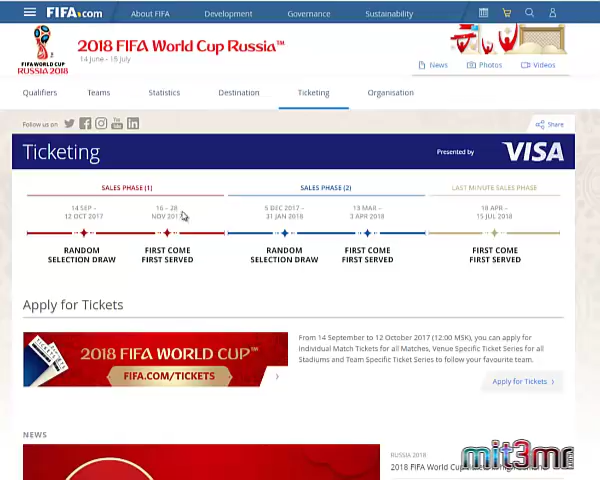 FIFA.com
About FIFA
Development
Governance
Sustainability
2018 FIFA World Cup Russia™
14 June - 15 July
FIFA WORLD CUP
RUSSIA 2018
News
Photos
Videos
Qualifiers
Teams
Statistics
Destination
Ticketing
Organisation
Follow us on
You
Tube
Share
Ticketing
Presented by
VISA
SALES PHASE (1)
SALES PHASE (2)
LAST MINUTE SALES PHASE
14 SEP –
12 OCT 2017
16 – 28
NOV 2017
5 DEC 2017 –
31 JAN 2018
13 MAR –
3 APR 2018
18 APR –
15 JUL 2018
RANDOM
SELECTION DRAW
FIRST COME
FIRST SERVED
RANDOM
SELECTION DRAW
FIRST COME
FIRST SERVED
FIRST COME
FIRST SERVED
Apply for Tickets
2018 FIFA WORLD CUP™
FIFA.COM/TICKETS
From 14 September to 12 October 2017 (12:00 MSK), you can apply for
Individual Match Tickets for all Matches, Venue Specific Ticket Series for all
Stadiums and Team Specific Ticket Series to follow your favourite team.
Apply for Tickets
NEWS
RUSSIA 2018
2018 FIFA World Cup
mit3mr